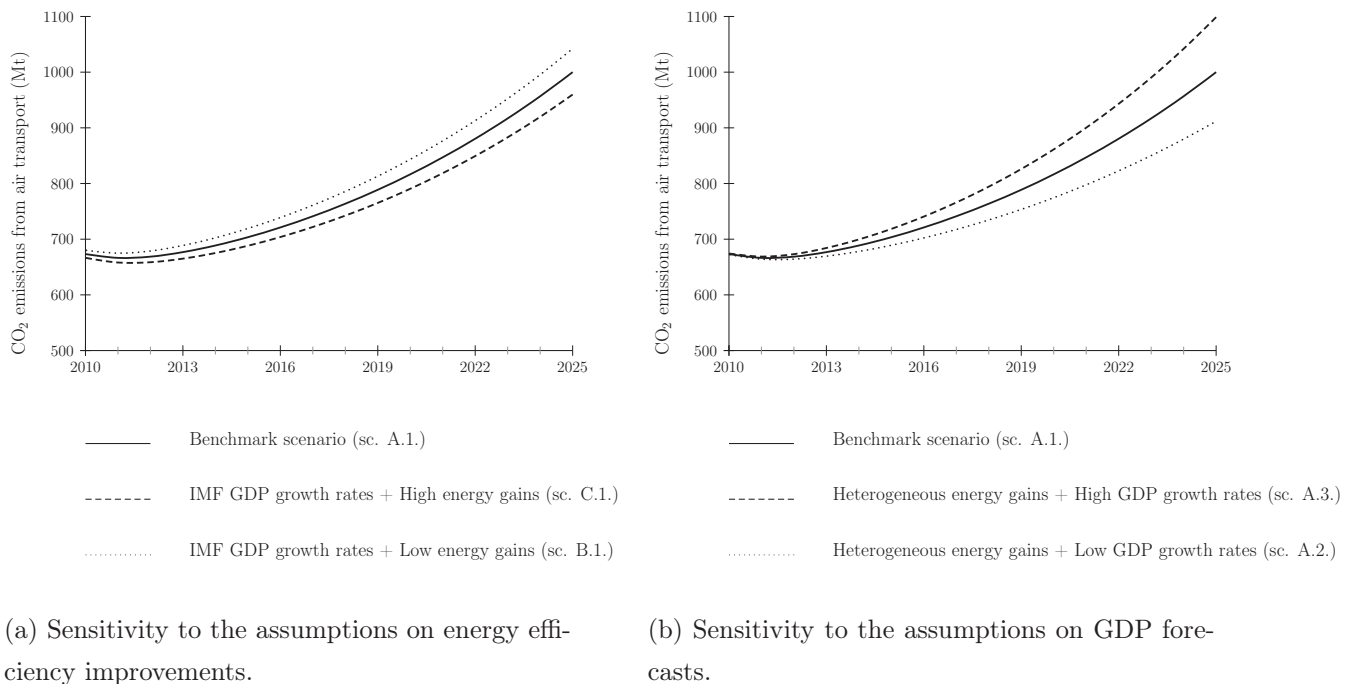 CO2 emissions from air transport (Mt)
1100
1000
900
800
700
600
500
2010 2013 2016 2019 2022 2025
Benchmark scenario (sc. A.1.)
IMF GDP growth rates + High energy gains (sc. C.1.)
IMF GDP growth rates + Low energy gains (sc. B.1.)
(a) Sensitivity to the assumptions on energy effi-
ciency improvements.
CO2 emissions from air transport (Mt)
1100
1000
900
800
700
600
500
2010 2013 2016 2019 2022 2025
Benchmark scenario (sc. A.1.)
Heterogeneous energy gains + High GDP growth rates (sc. A.3.)
Heterogeneous energy gains + Low GDP growth rates (sc. A.2.)
(b) Sensitivity to the assumptions on GDP fore-
casts.